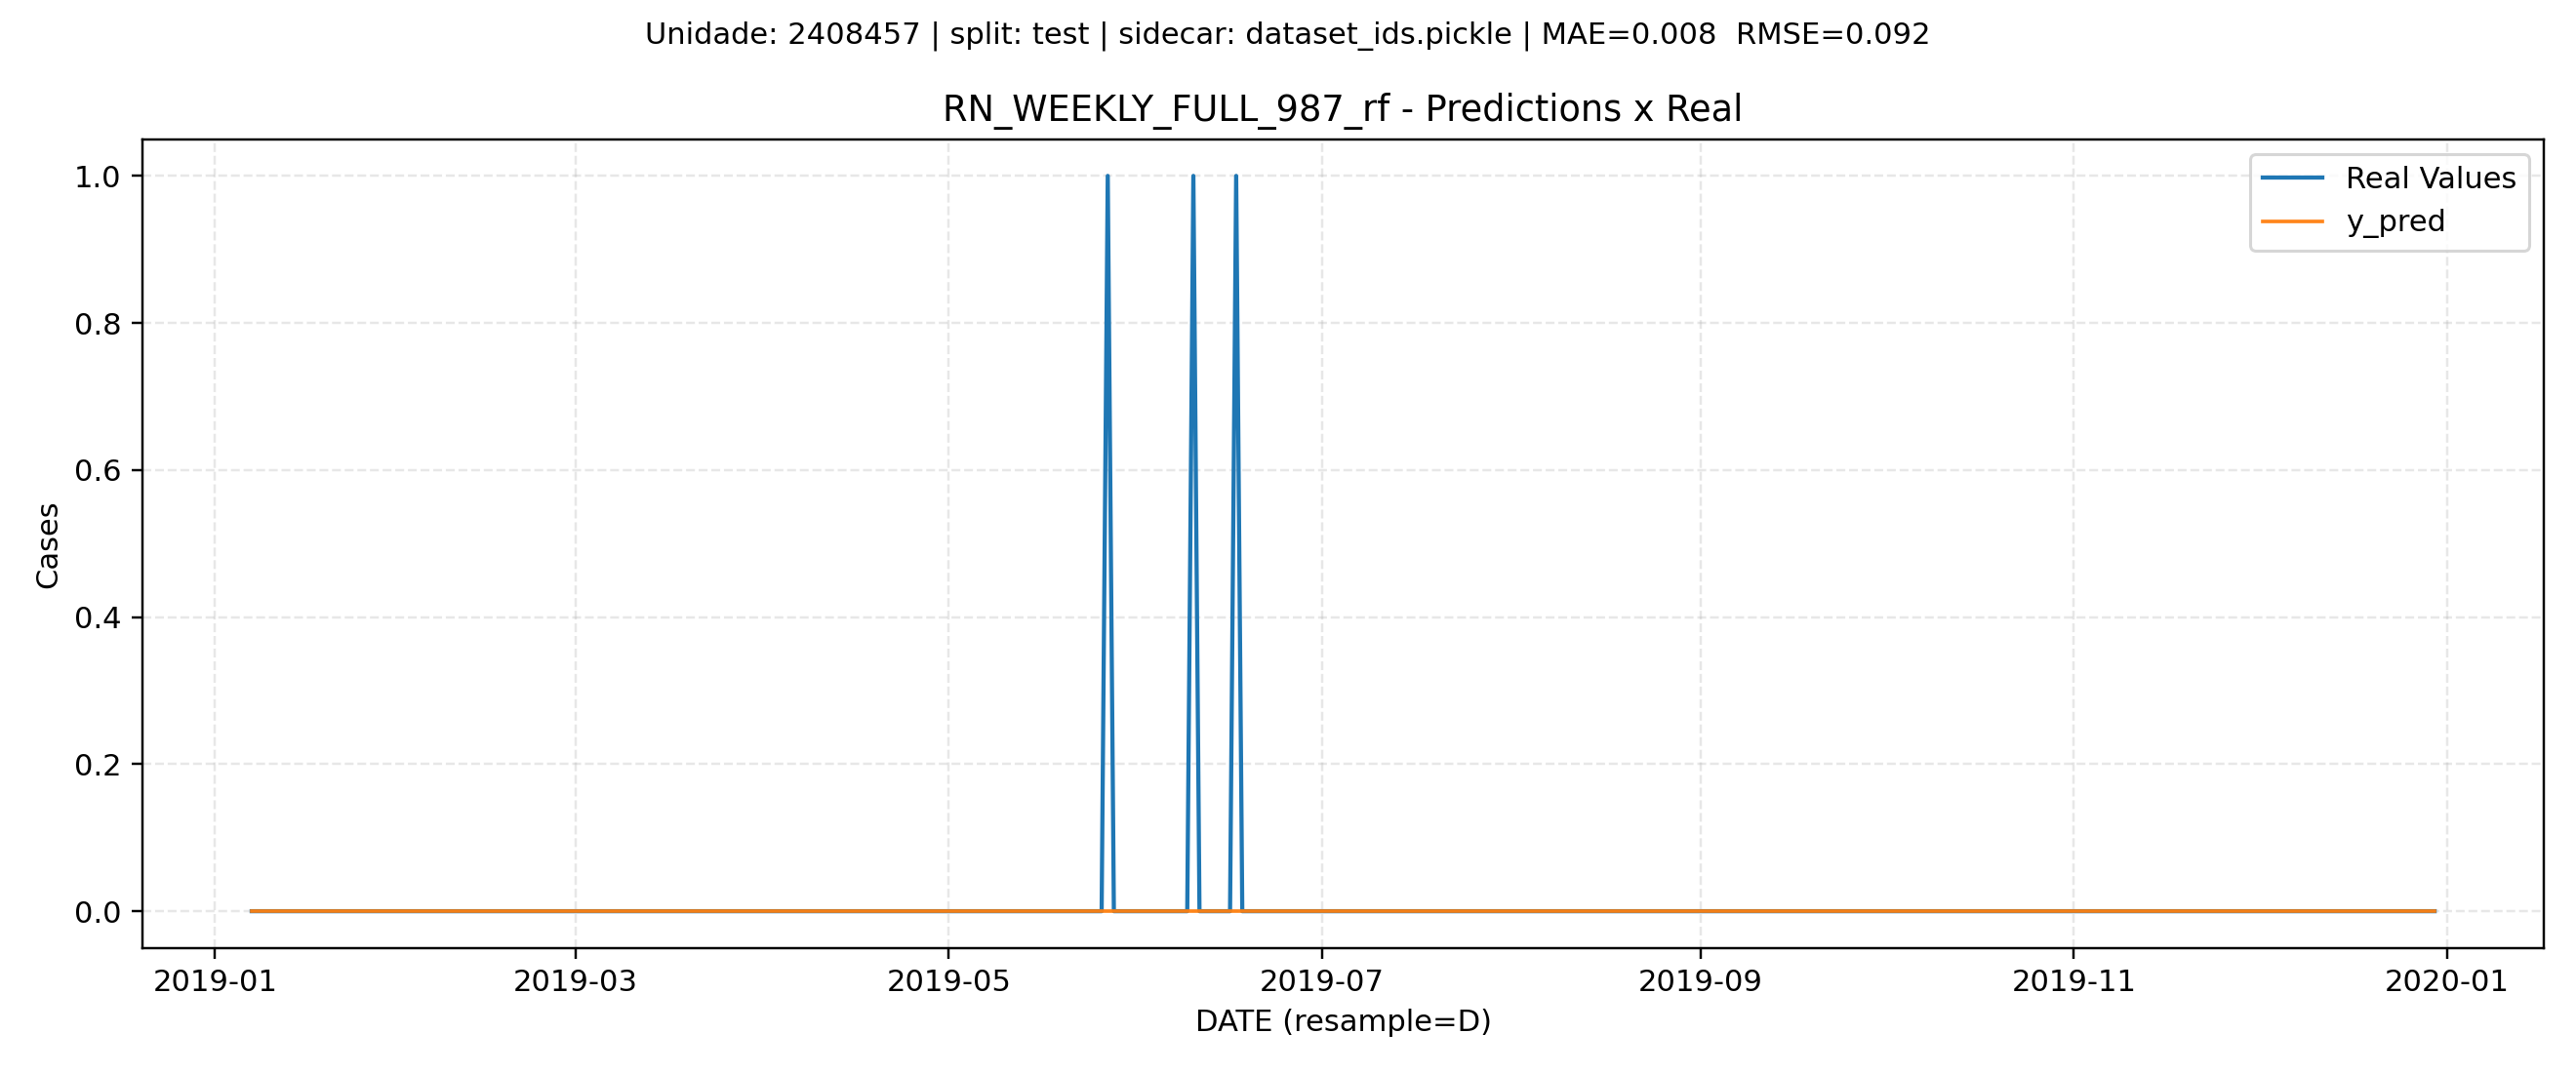 Unidade: 2408457 | split: test | sidecar: dataset_ids.pickle | MAE=0.008  RMSE=0.092
RN_WEEKLY_FULL_987_rf - Predictions x Real
Real Values
y_pred
1.0
0.8
0.6
0.4
0.2
0.0
Cases
2019-01
2019-03
2019-05
2019-07
2019-09
2019-11
2020-01
DATE (resample=D)